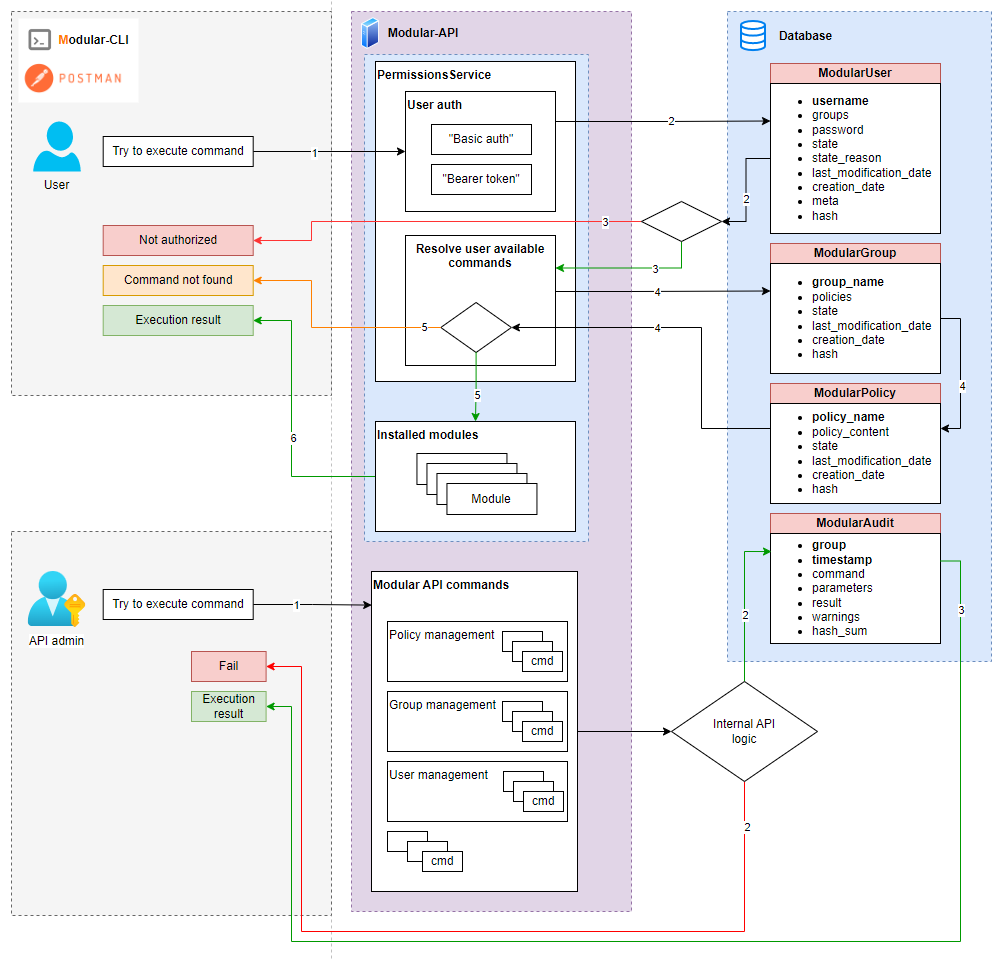 Modular-CLI
POSTMAN
User
Try to execute command
1
Not authorized
Command not found
Execution result
6
Modular-API
PermissionsService
User auth
"Basic auth"
"Bearer token"
Resolve user available
commands
5
5
Installed modules
Module
2
2
3
3
4
4
4
Database
ModularUser
username
groups
password
state
state_reason
last_modification_date
creation_date
meta
hash
ModularGroup
group_name
policies
state
last_modification_date
creation_date
hash
ModularPolicy
policy_name
policy_content
state
last_modification_date
creation_date
hash
ModularAudit
group
timestamp
command
parameters
result
warnings
hash_sum
API admin
Try to execute command
1
Fail
Execution
result
Modular API commands
Policy management
cmd
Group management
cmd
User management
cmd
cmd
Internal API
logic
2
2
3